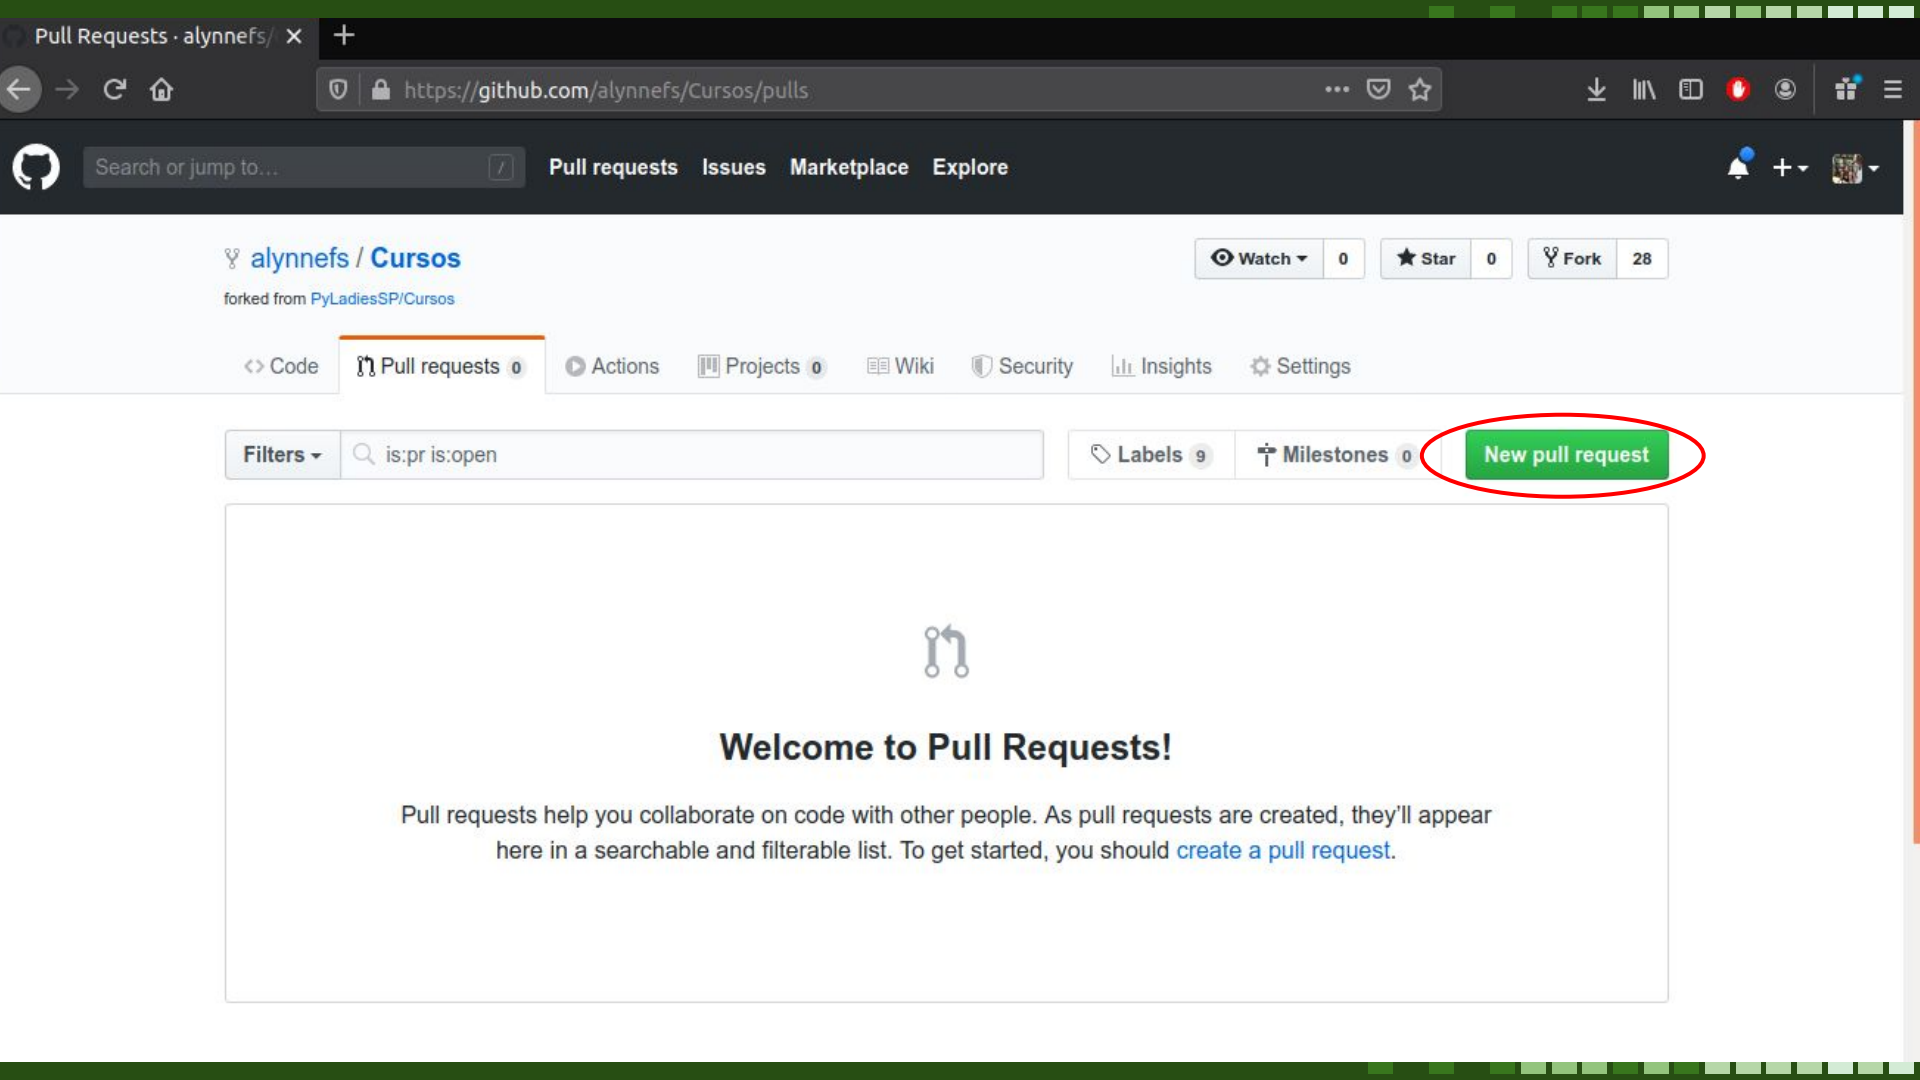 Pull Requests · alynnefs/
https://github.com/alynnefs/Cursos/pulls
Search or jump to... /
Pull requests Issues Marketplace Explore
alynnefs / Cursos
Watch 0 Star 0 Fork 28
forked from PyLadiesSP/Cursos
Code Pull requests 0 Actions Projects 0 Wiki Security Insights Settings
Filters is:pr is:open Labels 9 Milestones 0 New pull request
Welcome to Pull Requests!
Pull requests help you collaborate on code with other people. As pull requests are created, they’ll appear
here in a searchable and filterable list. To get started, you should create a pull request.